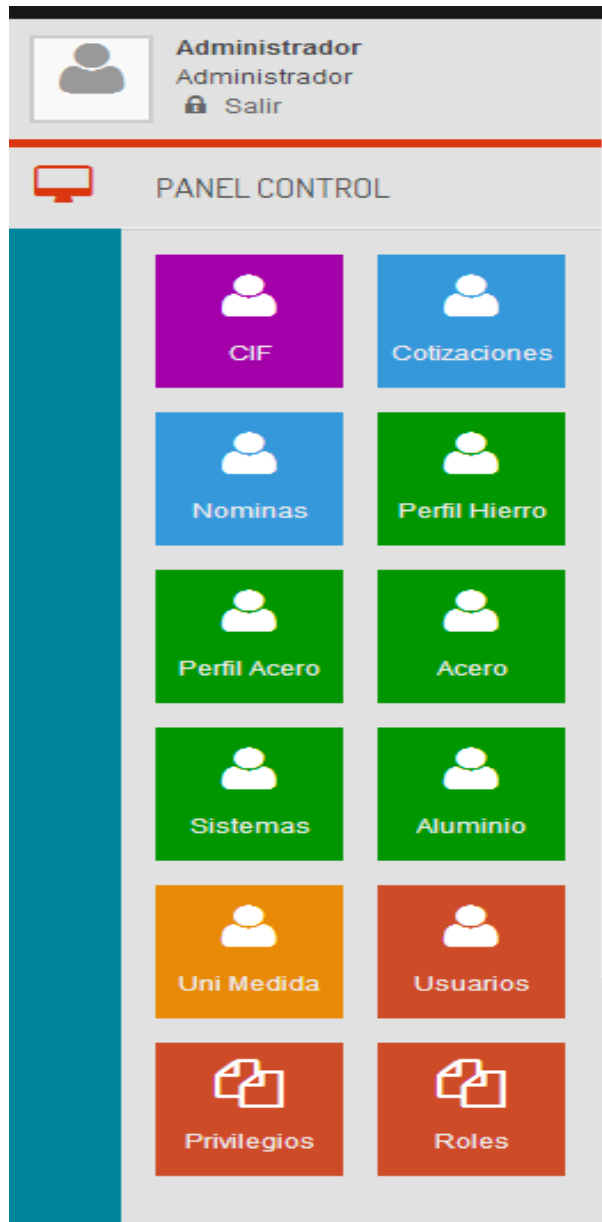 Administrador
Administrador
Salir
PANEL CONTROL
CIF
Cotizaciones
Nominas
Perfil Hierro
Perfil Acero
Acero
Sistemas
Aluminio
Uni Medida
Usuarios
Privilegios
Roles